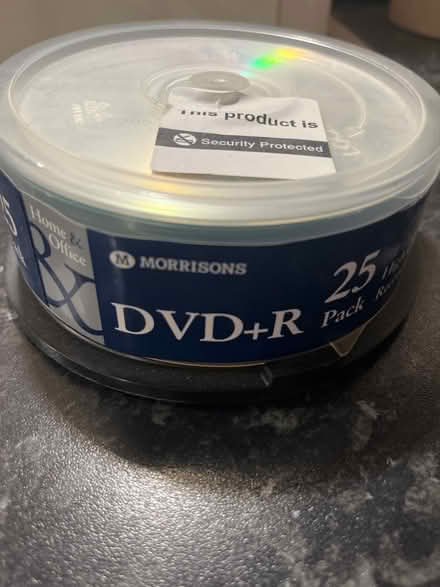 This product is
Security Protected
Home &
Office
M MORRISONS
DVD+R
25
Pack